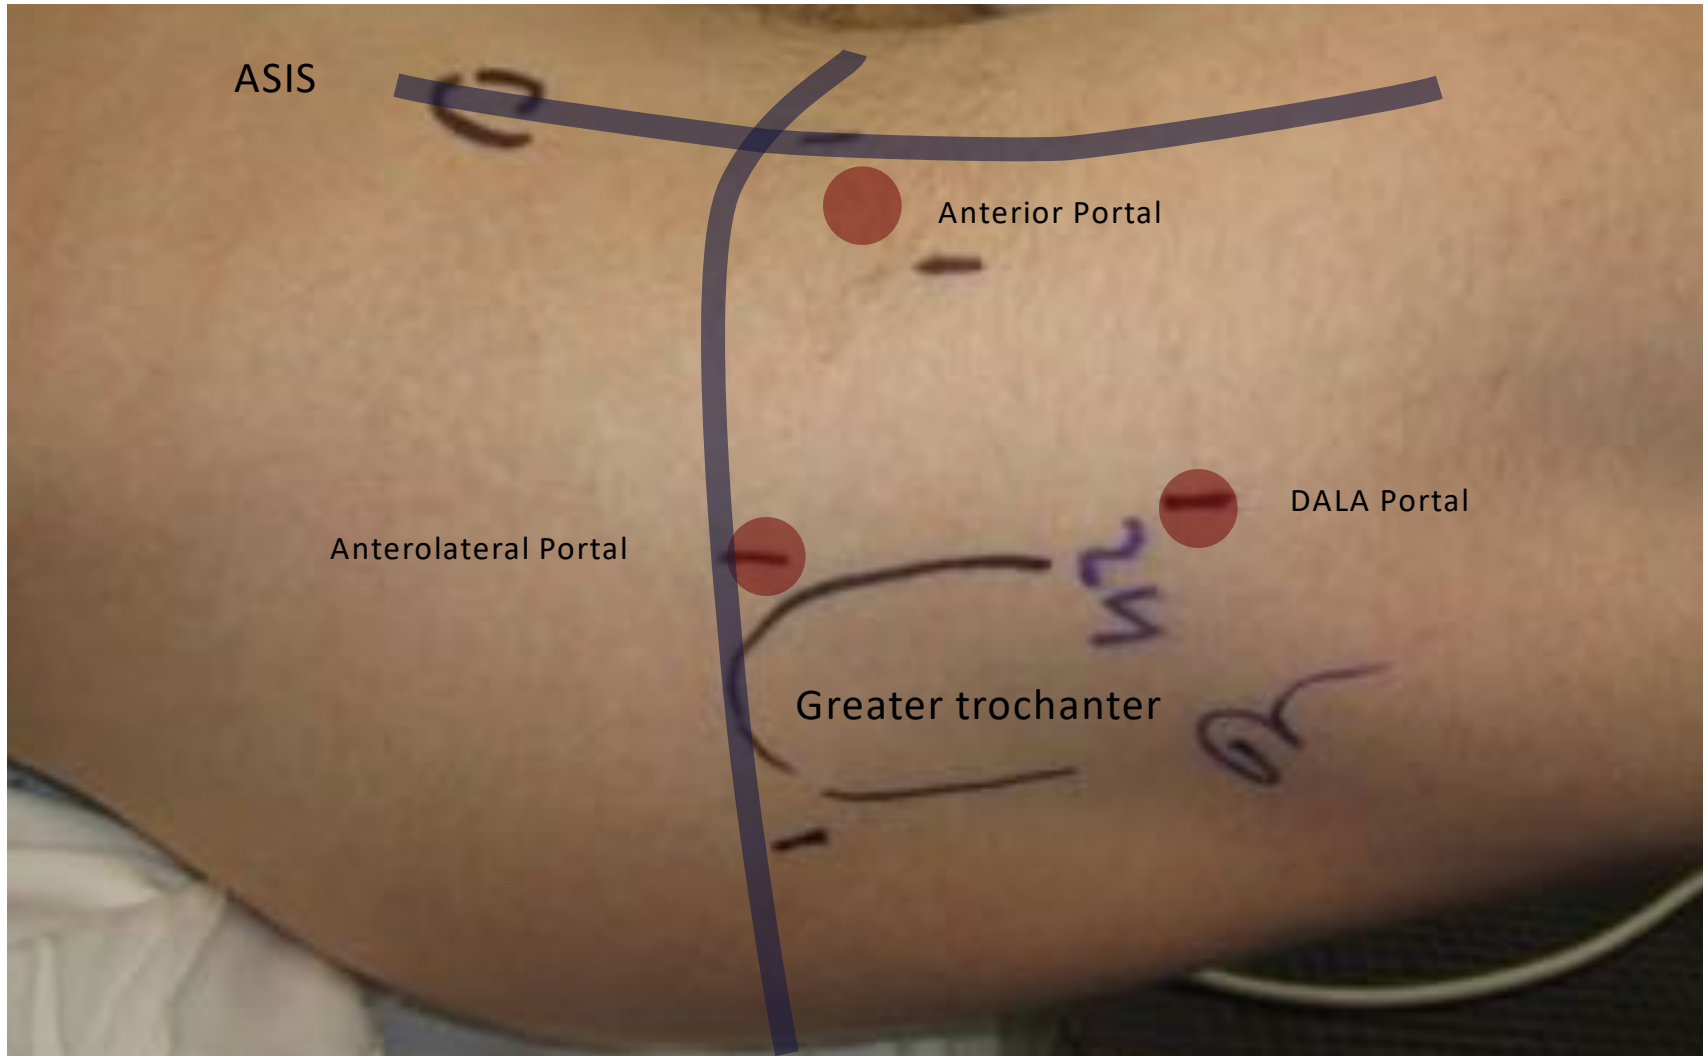 ASIS
Anterior Portal
DALA Portal
Anterolateral Portal
Greater trochanter